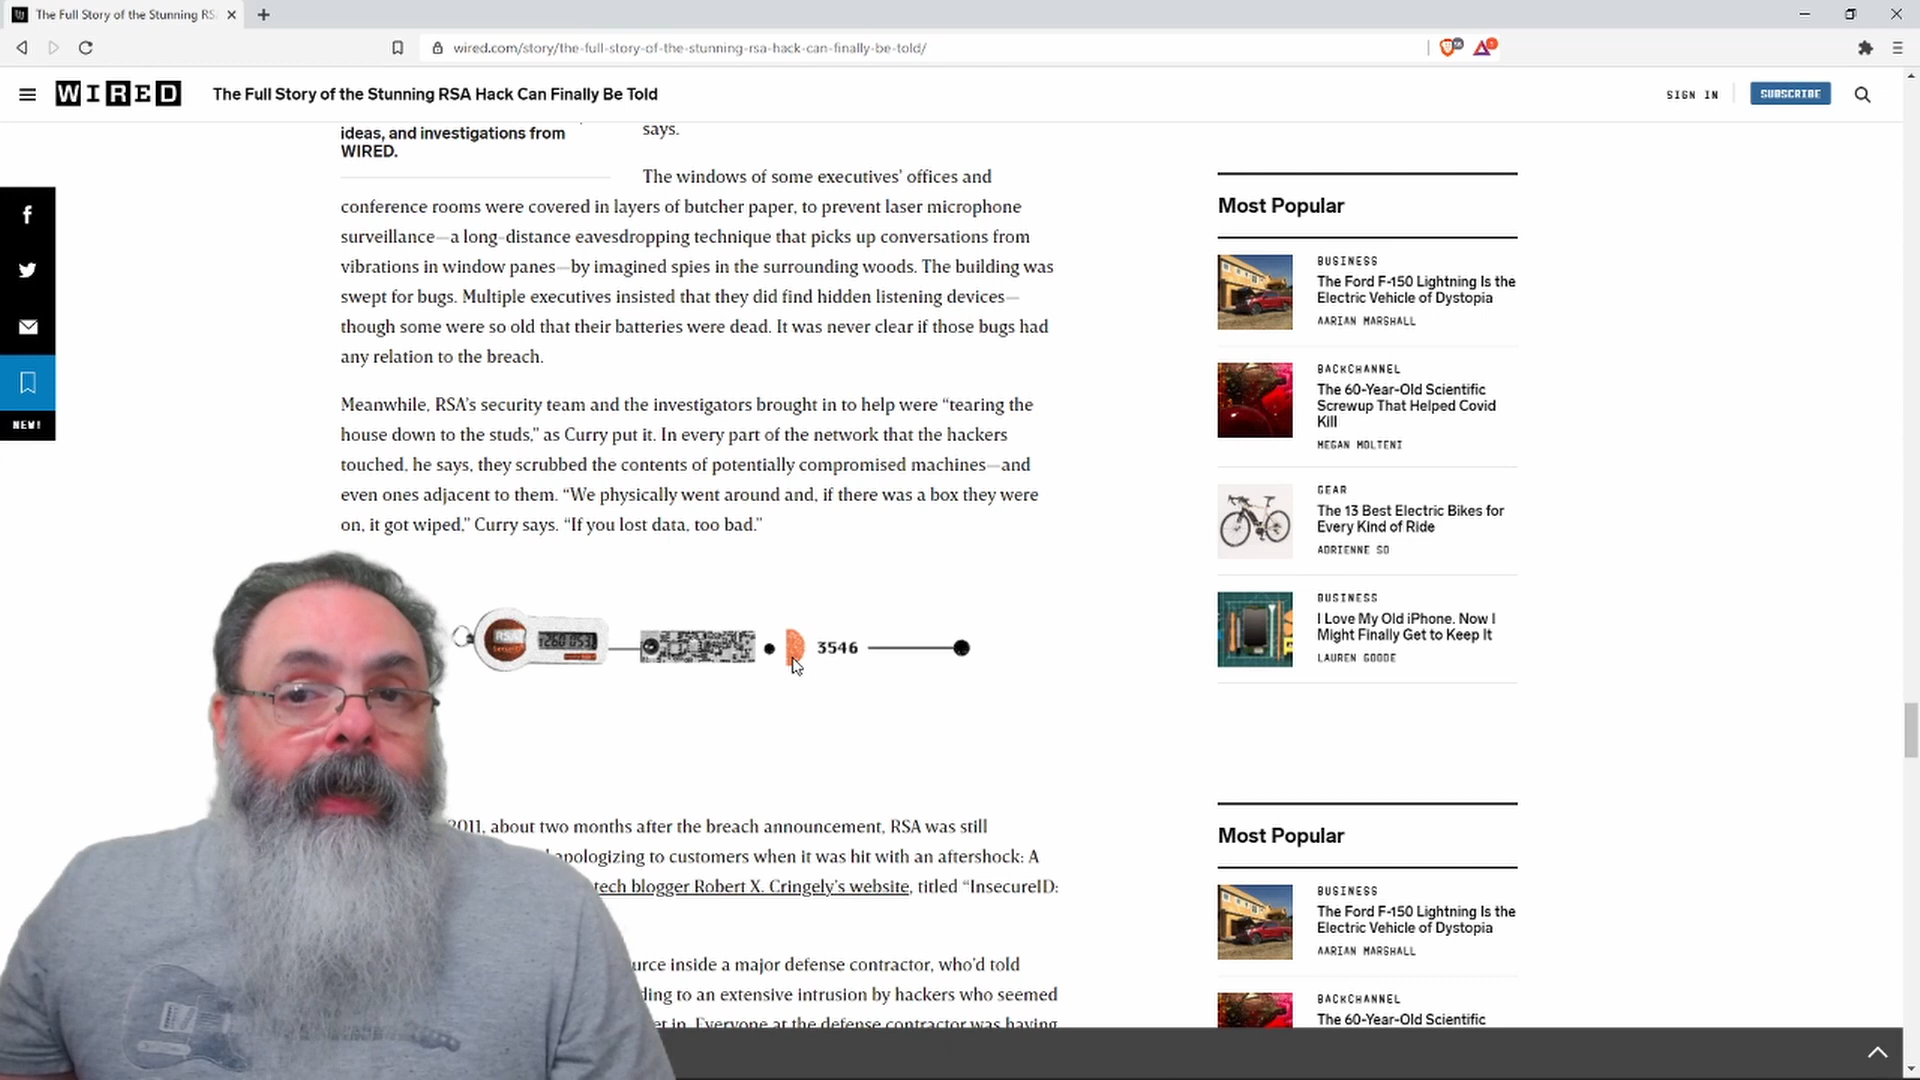 The Full Story of the Stunning RS
wired.com/story/the-full-story-of-the-stunning-rsa-hack-can-finally-be-told/
WIRED
The Full Story of the Stunning RSA Hack Can Finally Be Told
SIGN IN
SUBSCRIBE
ideas, and investigations from
WIRED.
says.
The windows of some executives' offices and
conference rooms were covered in layers of butcher paper, to prevent laser microphone
surveillance—a long-distance eavesdropping technique that picks up conversations from
vibrations in window panes—by imagined spies in the surrounding woods. The building was
swept for bugs. Multiple executives insisted that they did find hidden listening devices—
though some were so old that their batteries were dead. It was never clear if those bugs had
any relation to the breach.
Meanwhile, RSA's security team and the investigators brought in to help were “tearing the
house down to the studs,” as Curry put it. In every part of the network that the hackers
touched, he says, they scrubbed the contents of potentially compromised machines—and
even ones adjacent to them. “We physically went around and, if there was a box they were
on, it got wiped,” Curry says. “If you lost data, too bad.”
NEW!
RSA
3546
2011, about two months after the breach announcement, RSA was still
apologizing to customers when it was hit with an aftershock: A
tech blogger Robert X. Cringely's website, titled “InsecureID:
urce inside a major defense contractor, who'd told
ding to an extensive intrusion by hackers who seemed
et in. Everyone at the defense contractor was having
Most Popular
BUSINESS
The Ford F-150 Lightning Is the
Electric Vehicle of Dystopia
AARIAN MARSHALL
BACKCHANNEL
The 60-Year-Old Scientific
Screwup That Helped Covid
Kill
MEGAN MOLTENI
GEAR
The 13 Best Electric Bikes for
Every Kind of Ride
ADRIENNE SO
BUSINESS
I Love My Old iPhone. Now I
Might Finally Get to Keep It
LAUREN GOODE
Most Popular
BUSINESS
The Ford F-150 Lightning Is the
Electric Vehicle of Dystopia
AARIAN MARSHALL
BACKCHANNEL
The 60-Year-Old Scientific